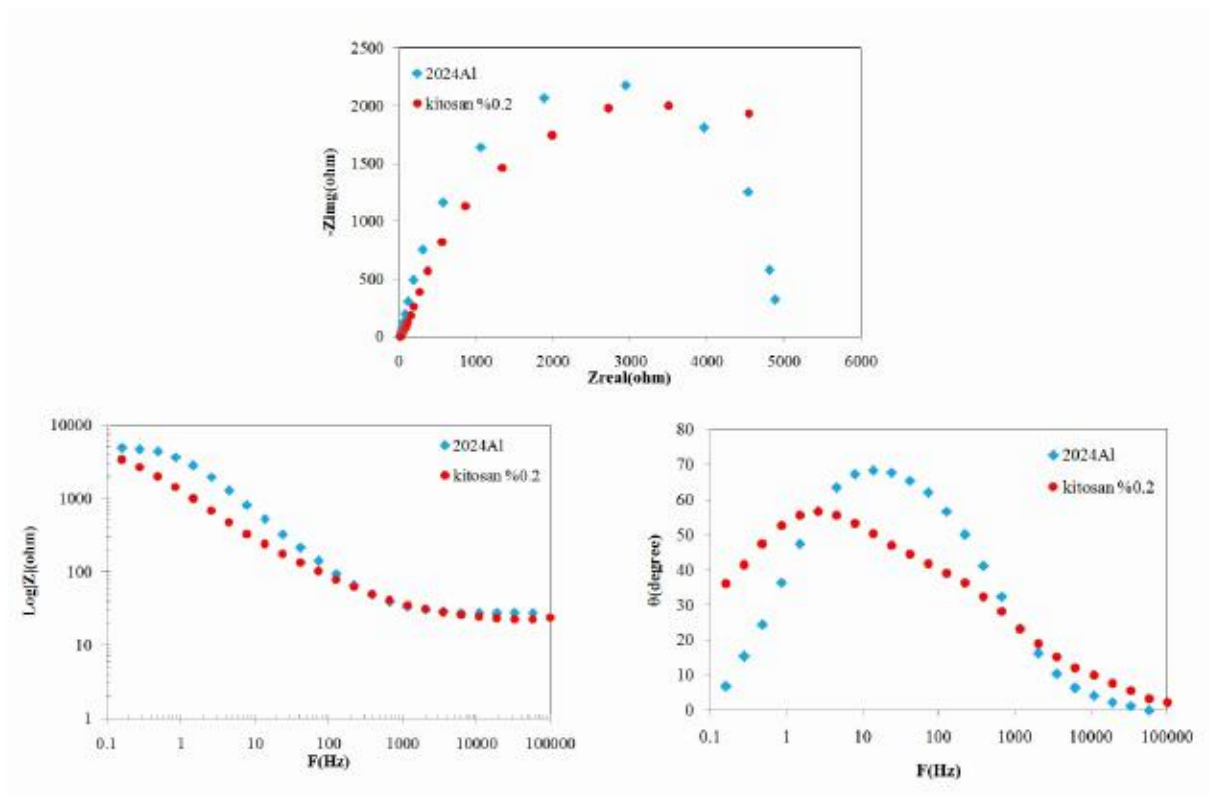 2500
2000
1500
1000
500
0
-Zimg(ohm)
2024Al
kitosan %0.2
0 1000 2000 3000 4000 5000 6000
Zreal(ohm)
10000
1000
100
10
1
Log|Z|(ohm)
2024Al
kitosan %0.2
0.1 1 10 100 1000 10000 100000
F(Hz)
80
70
60
50
40
30
20
10
0
θ(degree)
2024Al
kitosan %0.2
0.1 1 10 100 1000 10000 100000
F(Hz)